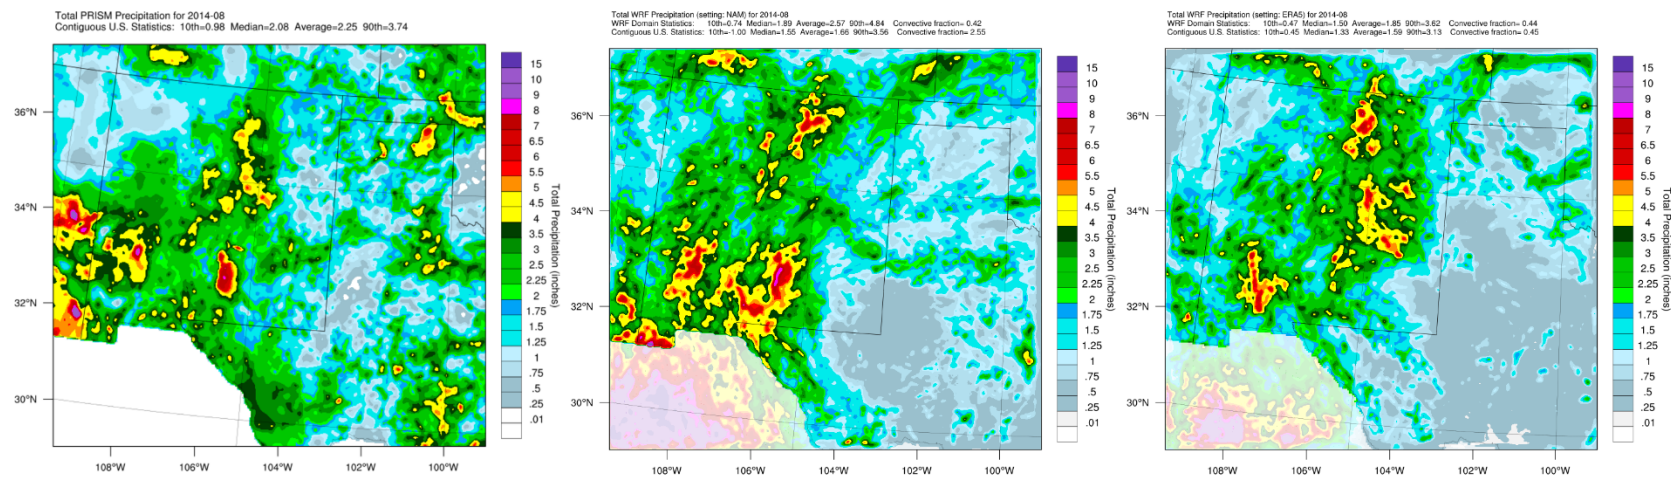 Total PRISM Precipitation for 2014-08
Contiguous U.S. Statistics: 10th=0.98 Median=2.08 Average=2.25 90th=3.74
36°N
34°N
32°N
30°N
108°W 106°W 104°W 102°W 100°W
15
10
9
8
7
6.5
6
5.5
5
4.5
4
3.5
3
2.5
2.25
2
1.75
1.5
1.25
1
.75
.5
.25
.01
Total Precipitation (inches)
Total WRF Precipitation (setting: NAM) for 2014-08
WRF Domain Statistics: 10th=0.74 Median=1.89 Average=2.57 90th=4.84 Convective fraction= 0.42
Contiguous U.S. Statistics: 10th=-1.00 Median=1.55 Average=1.66 90th=3.56 Convective fraction= 2.55
36°N
34°N
32°N
30°N
108°W 106°W 104°W 102°W 100°W
15
10
9
8
7
6.5
6
5.5
5
4.5
4
3.5
3
2.5
2.25
2
1.75
1.5
1.25
1
.75
.5
.25
.01
Total Precipitation (inches)
Total WRF Precipitation (setting: ERA5) for 2014-08
WRF Domain Statistics: 10th=0.47 Median=1.50 Average=1.85 90th=3.62 Convective fraction= 0.44
Contiguous U.S. Statistics: 10th=0.45 Median=1.33 Average=1.59 90th=3.13 Convective fraction= 0.45
36°N
34°N
32°N
30°N
108°W 106°W 104°W 102°W 100°W
15
10
9
8
7
6.5
6
5.5
5
4.5
4
3.5
3
2.5
2.25
2
1.75
1.5
1.25
1
.75
.5
.25
.01
Total Precipitation (inches)